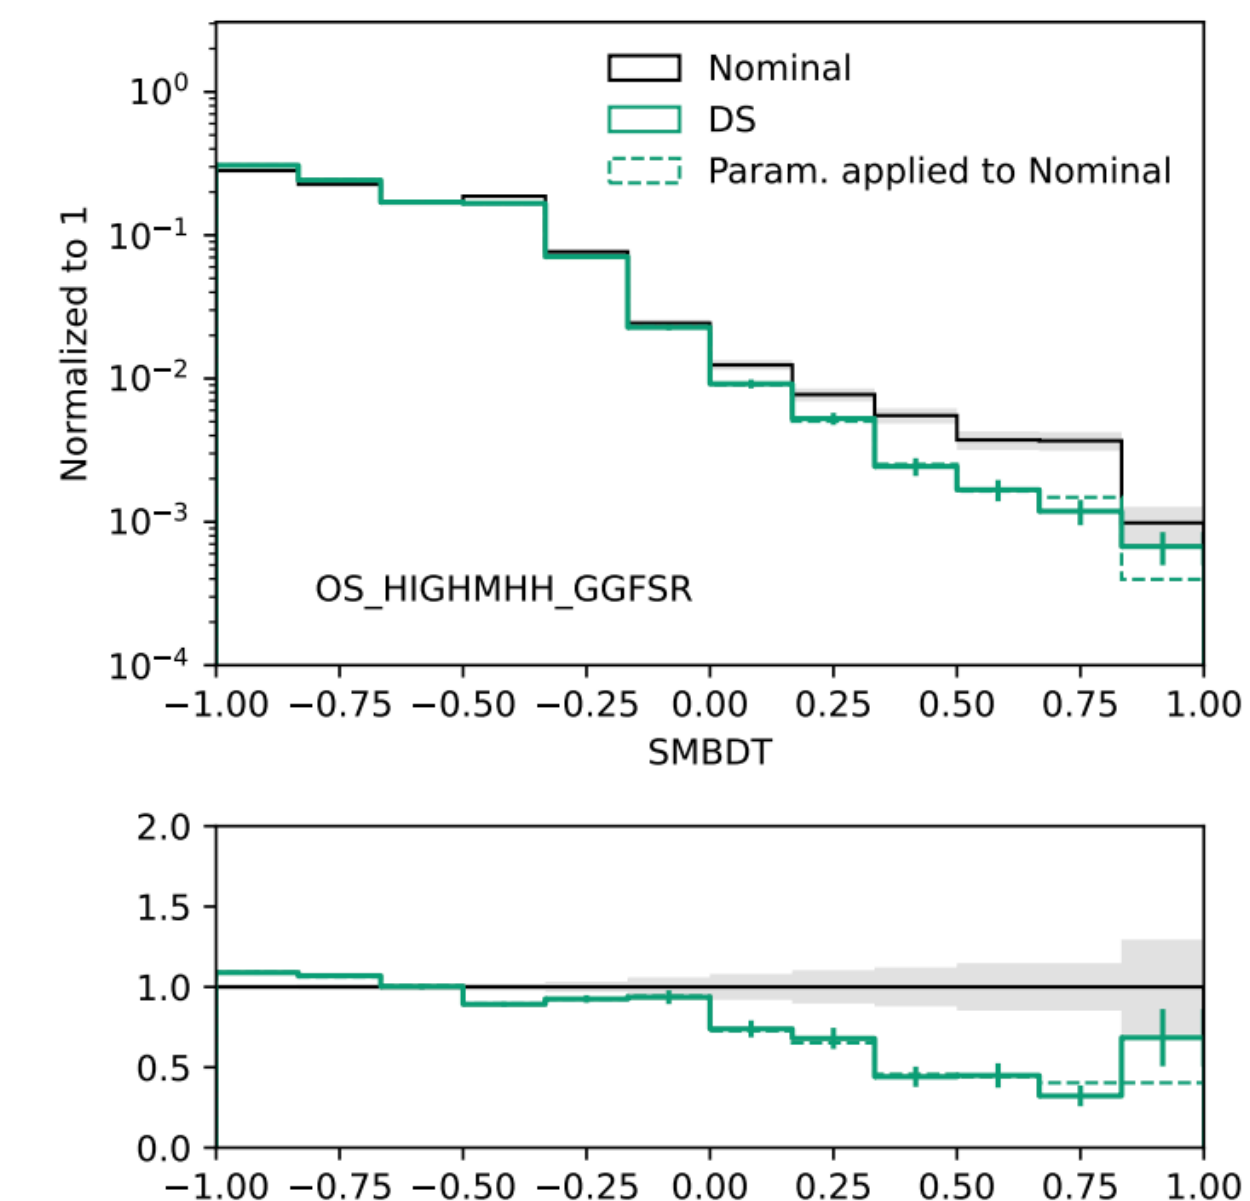 Nominal
DS
Param. applied to Nominal
10⁰
10⁻¹
10⁻²
10⁻³
10⁻⁴
Normalized to 1
OS_HIGHMHH_GGFSR
−1.00 −0.75 −0.50 −0.25 0.00 0.25 0.50 0.75 1.00
SMBDT
2.0
1.5
1.0
0.5
0.0
−1.00 −0.75 −0.50 −0.25 0.00 0.25 0.50 0.75 1.00